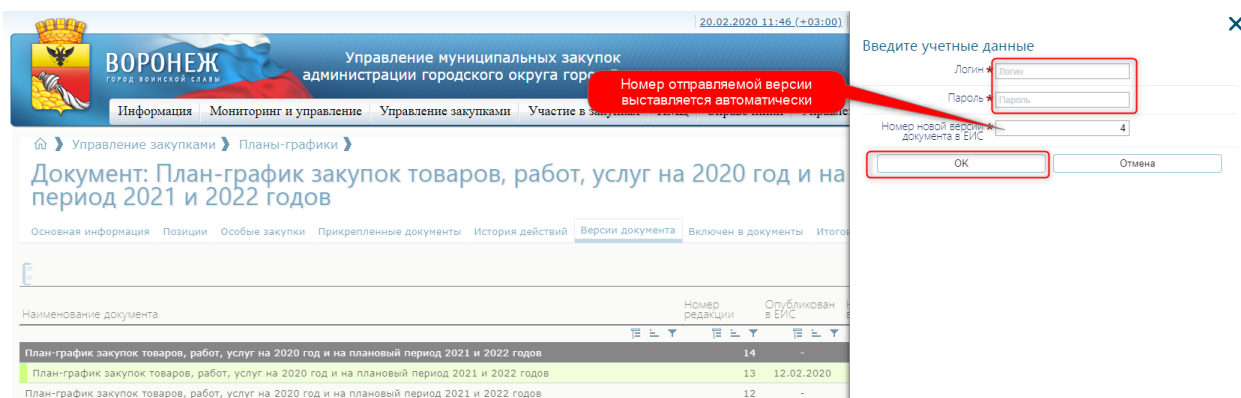 20.02.2020 11:46 (+03:00)
ВОРОНЕЖ
ГОРОД ВОИНСКОЙ СЛАВЫ
Управление муниципальных закупок
администрации городского округа
Информация Мониторинг и управление Управление закупками Участие в закупках
Управление закупками Планы-графики
Документ: План-график закупок товаров, работ, услуг на 2020 год и на
период 2021 и 2022 годов
Основная информация Позиции Особые закупки Прикрепленные документы История действий Версии документа Включен в документы
Наименование документа
Номер
редакции
Опубликован
в ЕИС
План-график закупок товаров, работ, услуг на 2020 год и на плановый период 2021 и 2022 годов 14 -
План-график закупок товаров, работ, услуг на 2020 год и на плановый период 2021 и 2022 годов 13 12.02.2020
План-график закупок товаров, работ, услуг на 2020 год и на плановый период 2021 и 2022 годов 12 -
Номер отправляемой версии
выставляется автоматически
Введите учетные данные
Логин * Логин
Пароль * Пароль
Номер новой версии *
документа в ЕИС
4
OK Отмена